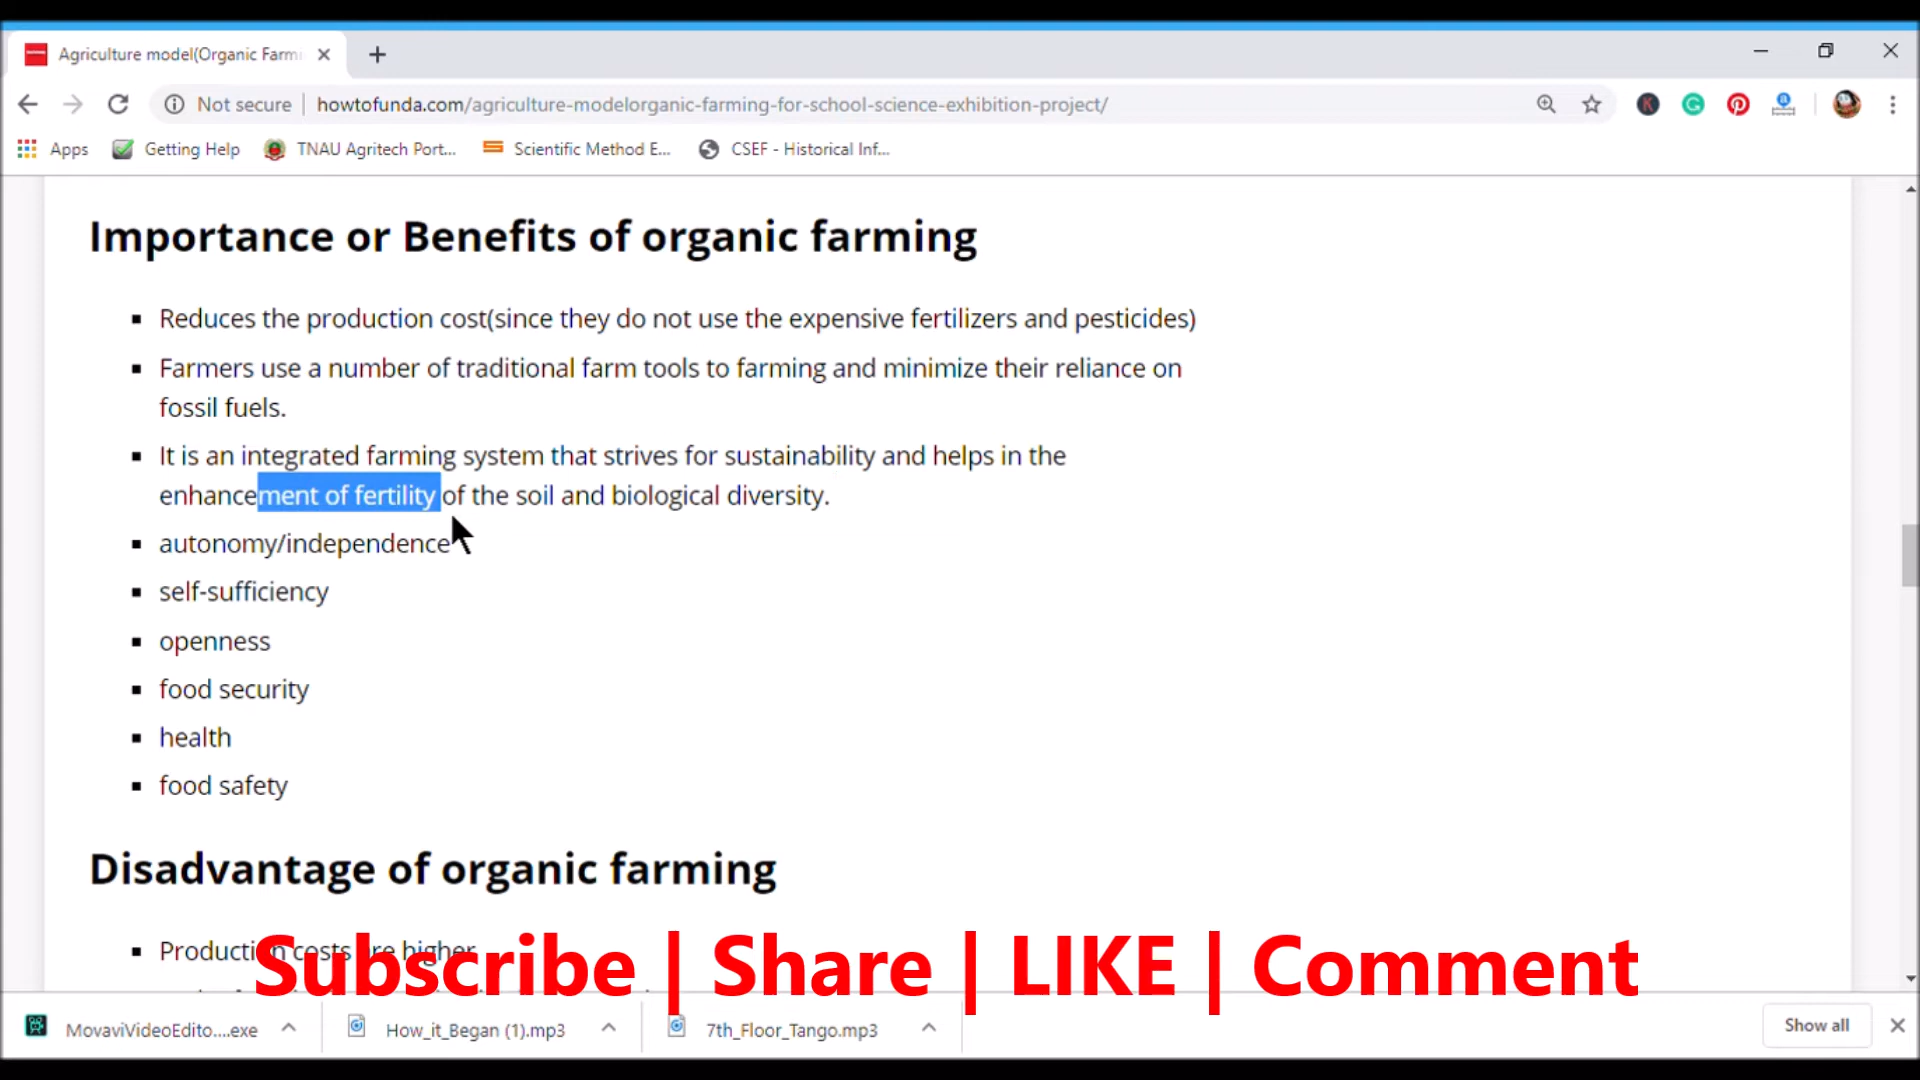 Agriculture model(Organic Farmi
Not secure howtofunda.com/agriculture-modelorganic-farming-for-school-science-exhibition-project/
Apps Getting Help TNAU Agritech Port... Scientific Method E... CSEF - Historical Inf...
Importance or Benefits of organic farming
Reduces the production cost(since they do not use the expensive fertilizers and pesticides)
Farmers use a number of traditional farm tools to farming and minimize their reliance on
fossil fuels.
It is an integrated farming system that strives for sustainability and helps in the
enhancement of fertility of the soil and biological diversity.
autonomy/independence
self-sufficiency
openness
food security
health
food safety
Disadvantage of organic farming
Production costs are higher
Subscribe | Share | LIKE | Comment
MovaviVideoEdito....exe How_it_Began (1).mp3 7th_Floor_Tango.mp3 Show all